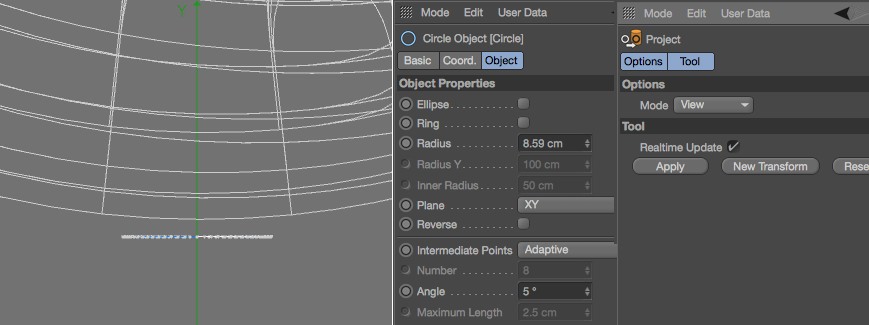 Y
Mode Edit User Data
Circle Object [Circle]
Basic Coord. Object
Object Properties
Ellipse
Ring
Radius 8.59 cm
Radius Y 100 cm
Inner Radius 50 cm
Plane XY
Reverse
Intermediate Points Adaptive
Number 8
Angle 5 °
Maximum Length 2.5 cm
Mode Edit User Data
Project
Options Tool
Options
Mode View
Tool
Realtime Update
Apply New Transform Rese